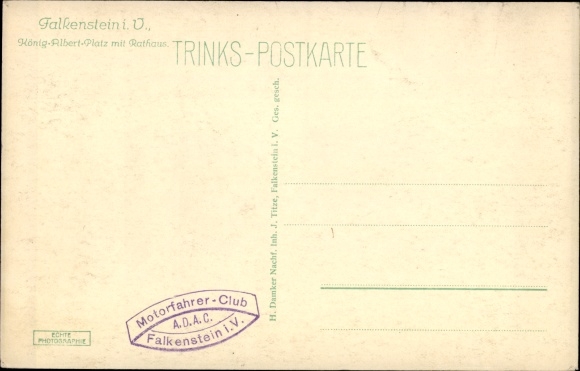 Falkenstein i. V.,
König-Albert-Platz mit Rathaus.
TRINKS-POSTKARTE
H. Damker Nachf. Inh. J. Titze, Falkenstein i. V. Ges. gesch.
Motorfahrer-Club
A.D.A.C.
Falkenstein i.V.
ECHTE
PHOTOGRAPHIE